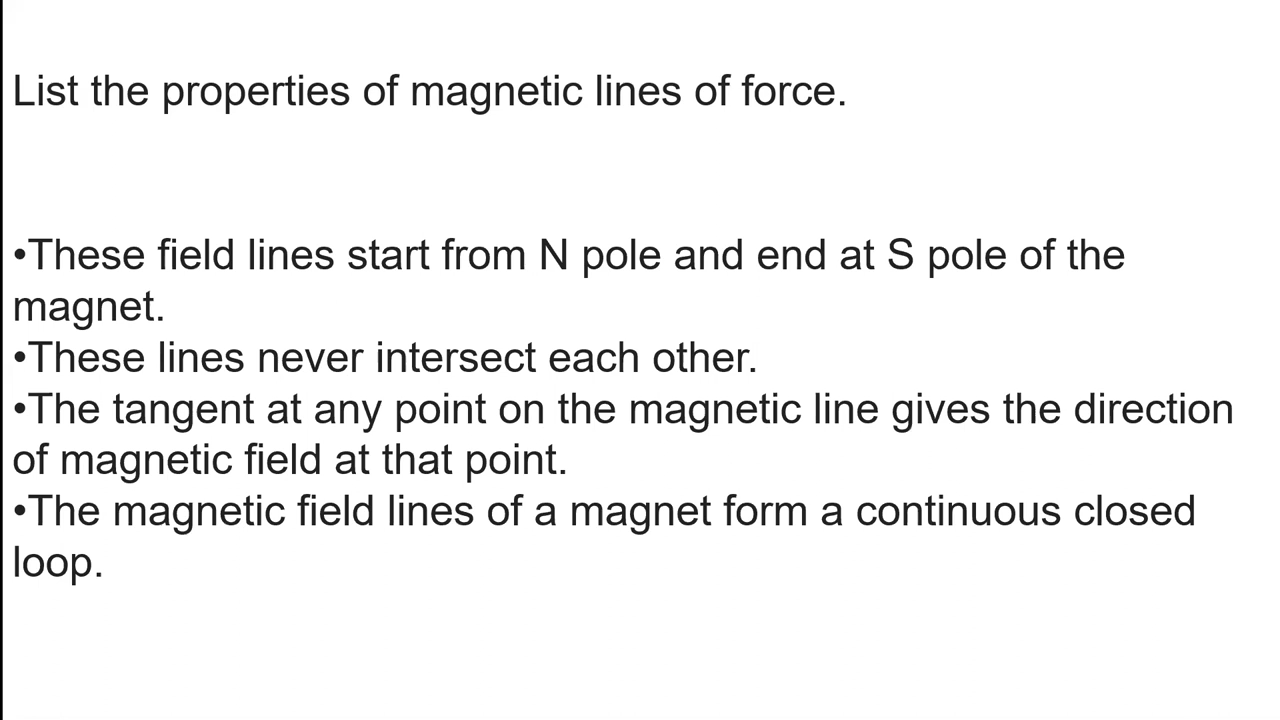 List the properties of magnetic lines of force.
•These field lines start from N pole and end at S pole of the
magnet.
•These lines never intersect each other.
•The tangent at any point on the magnetic line gives the direction
of magnetic field at that point.
•The magnetic field lines of a magnet form a continuous closed
loop.